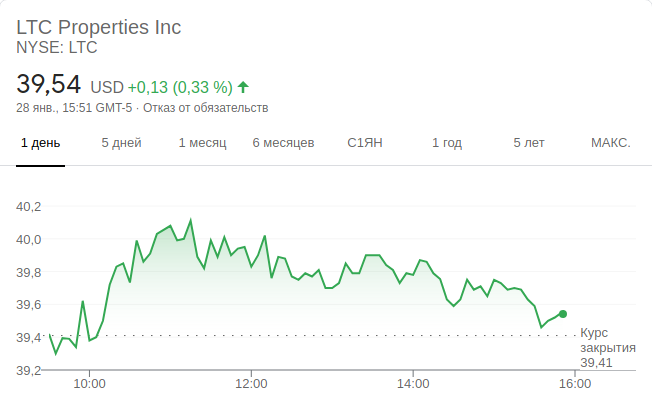 LTC Properties Inc
NYSE: LTC
39,54 USD +0,13 (0,33 %)
28 янв., 15:51 GMT-5 · Отказ от обязательств
1 день 5 дней 1 месяц 6 месяцев С1ЯН 1 год 5 лет МАКС.
40,2
40,0
39,8
39,6
39,4
39,2
Курс
закрытия
39,41
10:00 12:00 14:00 16:00